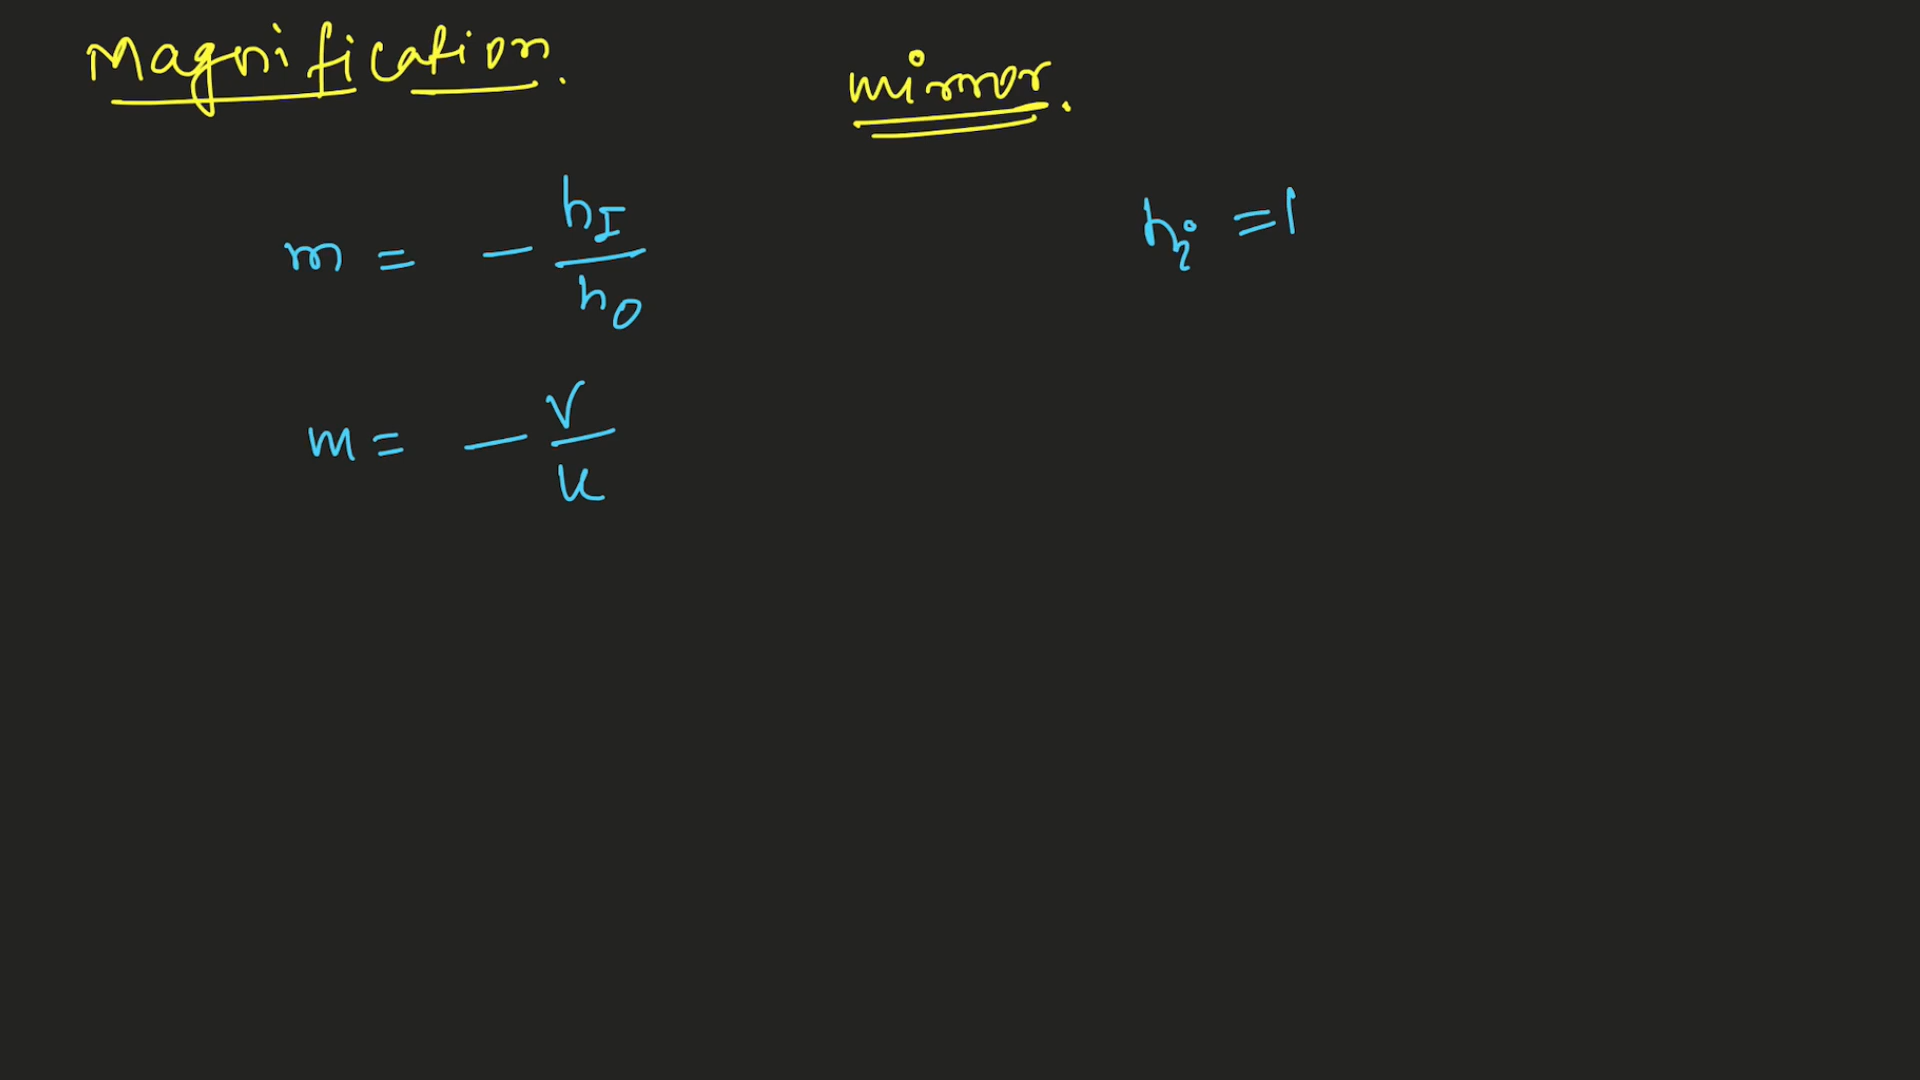 Magnification.
mirror.
m = - hI/hO
hi = 1
m = - v/u